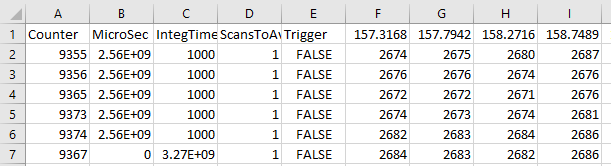 A B C D E F G H I
1 Counter MicroSec IntegTime ScansToAv Trigger 157.3168 157.7942 158.2716 158.7489
2 9355 2.56E+09 1000 1 FALSE 2674 2675 2680 2687
3 9356 2.56E+09 1000 1 FALSE 2676 2676 2674 2676
4 9365 2.56E+09 1000 1 FALSE 2672 2672 2671 2676
5 9373 2.56E+09 1000 1 FALSE 2674 2673 2674 2681
6 9374 2.56E+09 1000 1 FALSE 2682 2683 2684 2686
7 9367 0 3.27E+09 1 FALSE 2684 2683 2682 2686